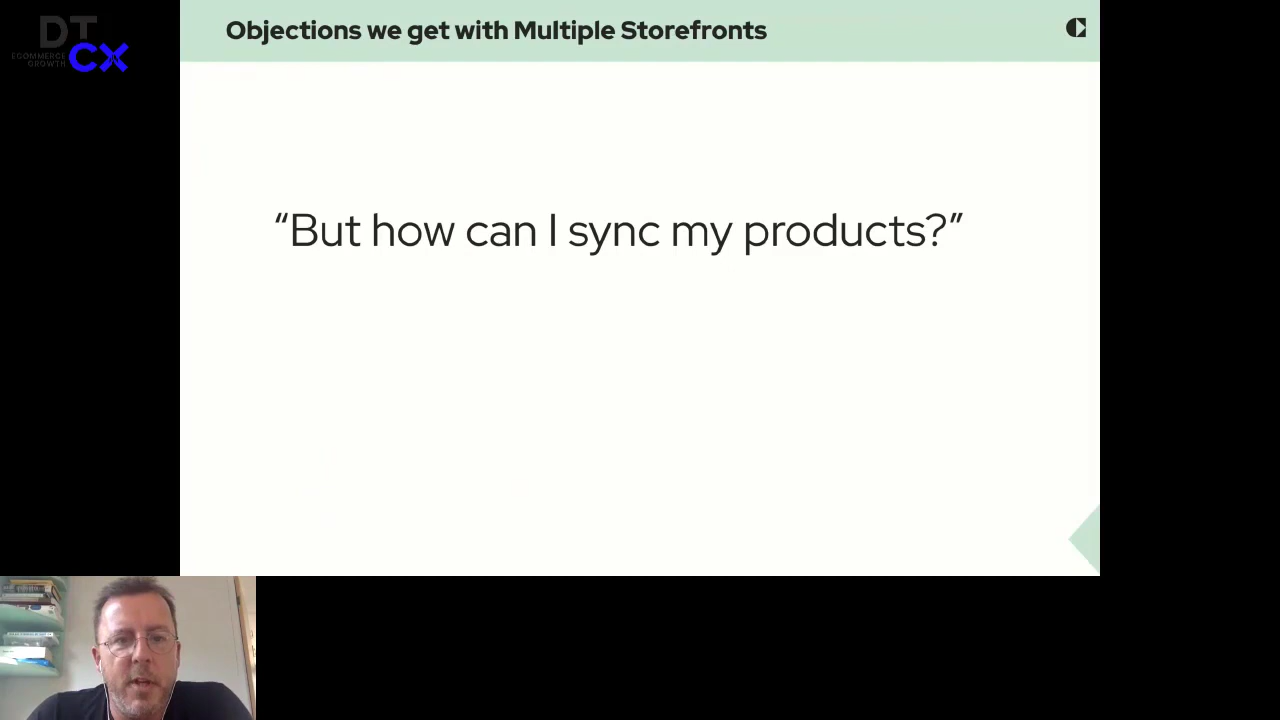 Objections we get with Multiple Storefronts
DT
ECOMMERCE
GROWTH
CX
“But how can I sync my products?”